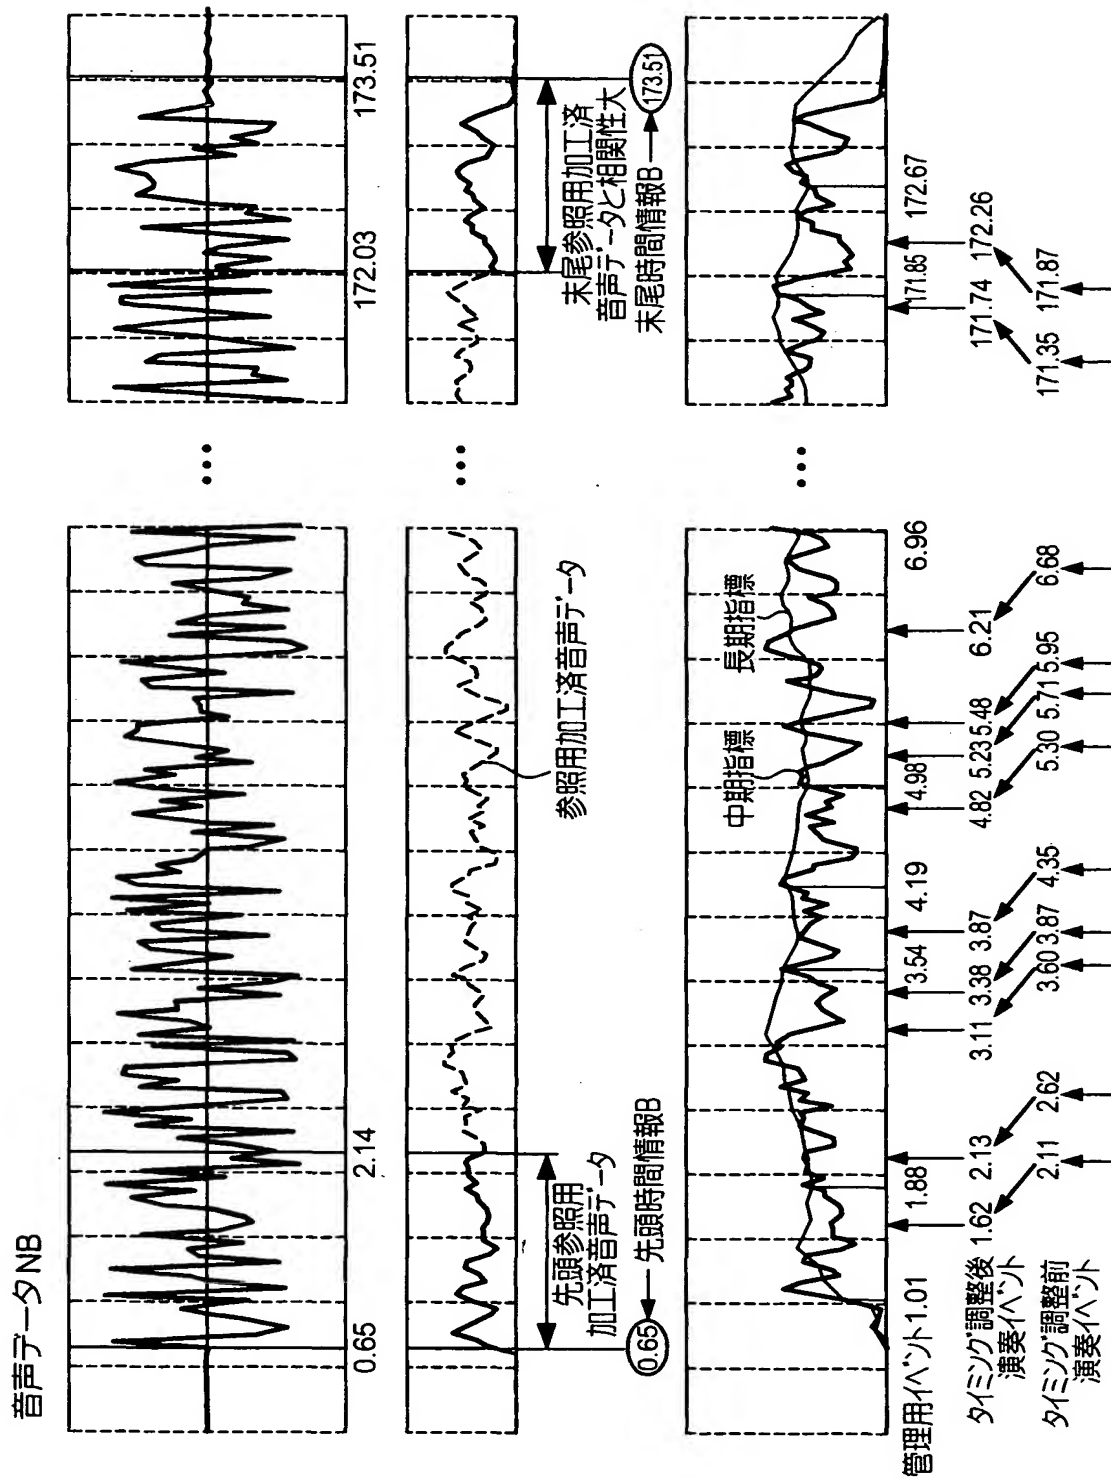 音声データNB
0.65
2.14
172.03
173.51
先頭参照用
加工済音声データ
0.65
先頭時間情報B
参照用加工済音声データ
末尾参照用加工済
音声データと相関性大
末尾時間情報B
173.51
中期指標
長期指標
管理用イベント1.01
1.88
3.54
4.19
4.98
6.96
171.85
172.67
タイミング調整後
演奏イベント
1.62
2.13
3.11
3.38
3.87
4.82
5.23
5.48
6.21
171.74
172.26
タイミング調整前
演奏イベント
2.11
2.62
3.60
3.87
4.35
5.30
5.71
5.95
6.68
171.35
171.87